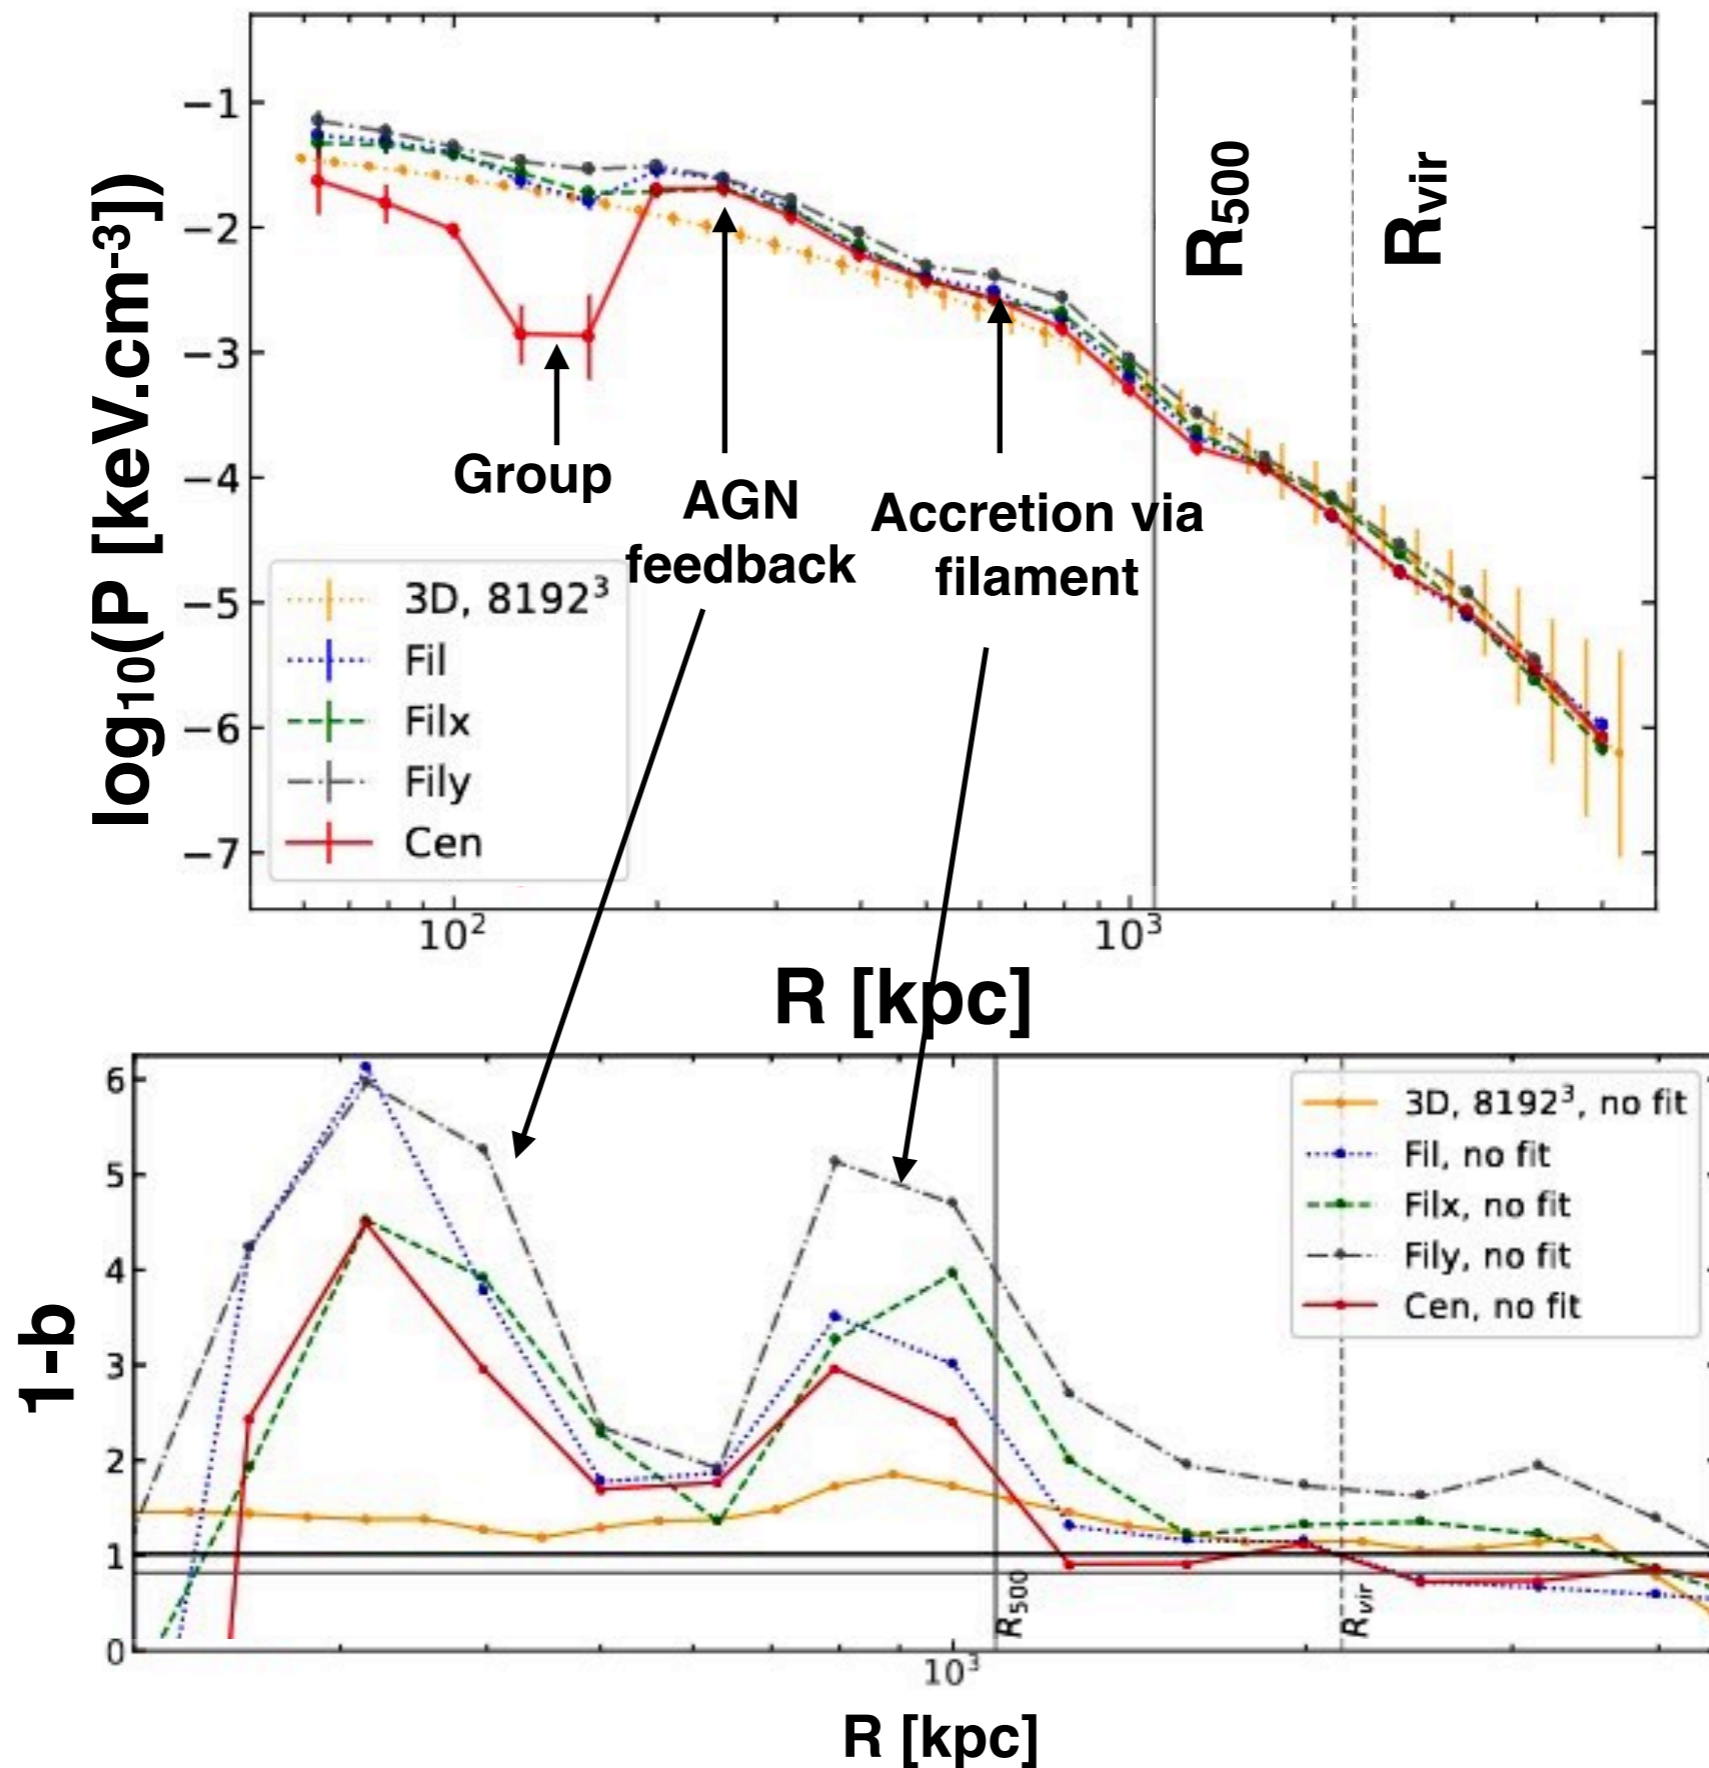 −1
−2
−3
−4
−5
−6
−7
log₁₀(P [keV.cm⁻³])
R₅₀₀
Rᵥᵢᵣ
Group
AGN
feedback
Accretion via
filament
3D, 8192³
Fil
Filx
Fily
Cen
10²
10³
R [kpc]
6
5
4
3
2
1
0
1-b
3D, 8192³, no fit
Fil, no fit
Filx, no fit
Fily, no fit
Cen, no fit
R₅₀₀
Rᵥᵢᵣ
10³
R [kpc]